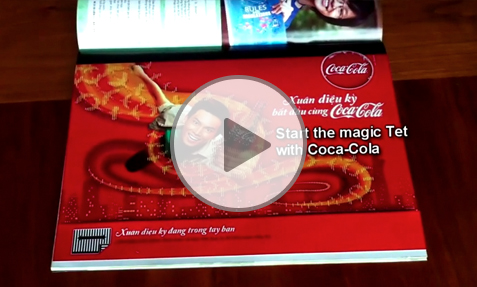 RULES
Coca-Cola
Xuân diệu kỳ
bắt đầu cùng Coca-Cola
Start the magic Tet
with Coca-Cola
Xuân diệu kỳ đang trong tay bạn